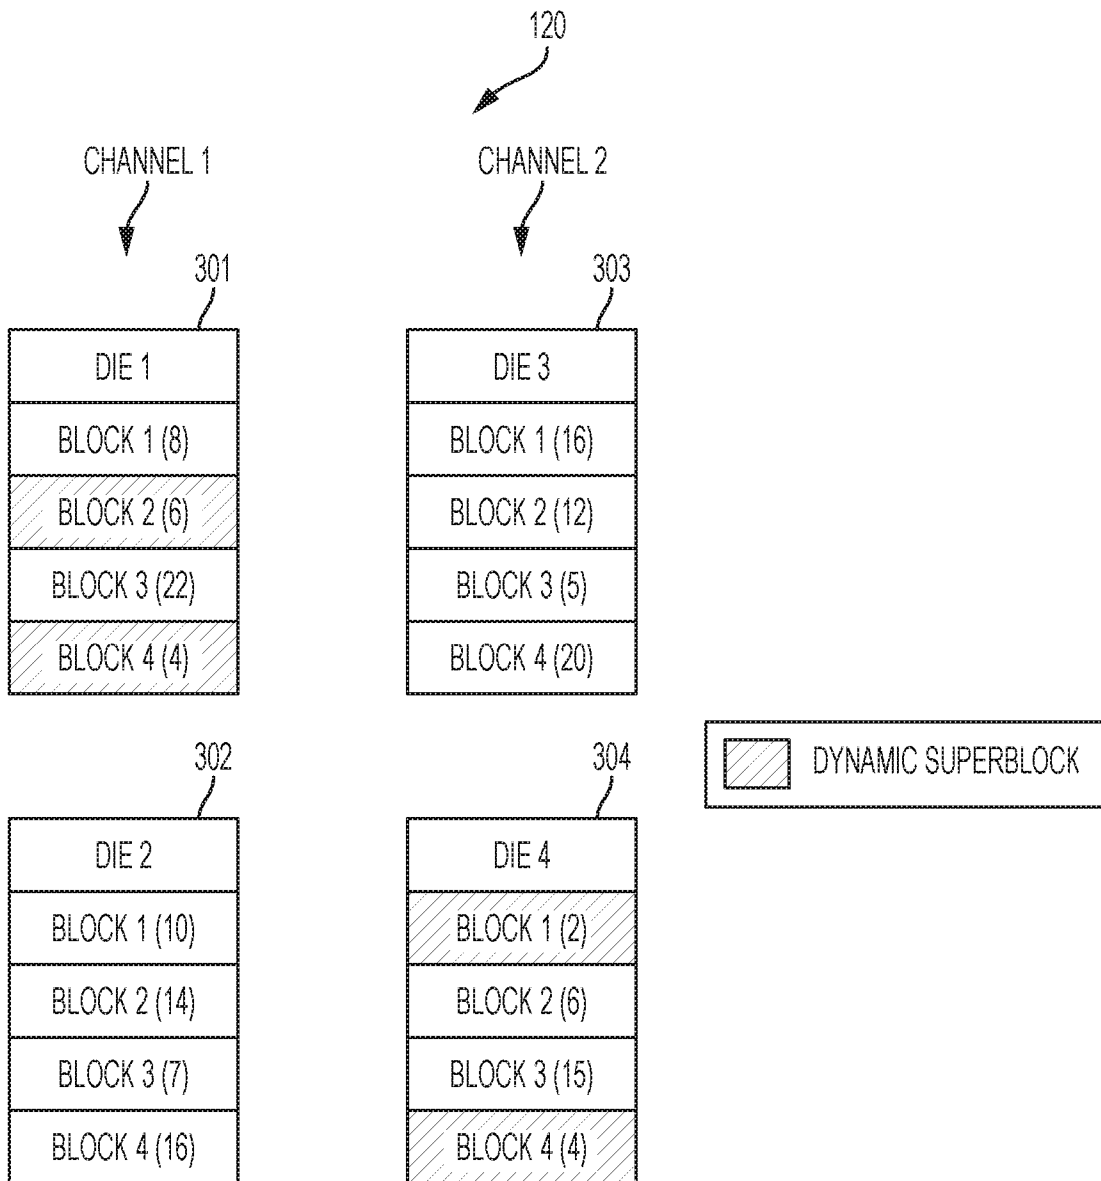 120
CHANNEL 1
CHANNEL 2
301
303
DIE 1
BLOCK 1 (8)
BLOCK 2 (6)
BLOCK 3 (22)
BLOCK 4 (4)
DIE 3
BLOCK 1 (16)
BLOCK 2 (12)
BLOCK 3 (5)
BLOCK 4 (20)
302
304
DYNAMIC SUPERBLOCK
DIE 2
BLOCK 1 (10)
BLOCK 2 (14)
BLOCK 3 (7)
BLOCK 4 (16)
DIE 4
BLOCK 1 (2)
BLOCK 2 (6)
BLOCK 3 (15)
BLOCK 4 (4)